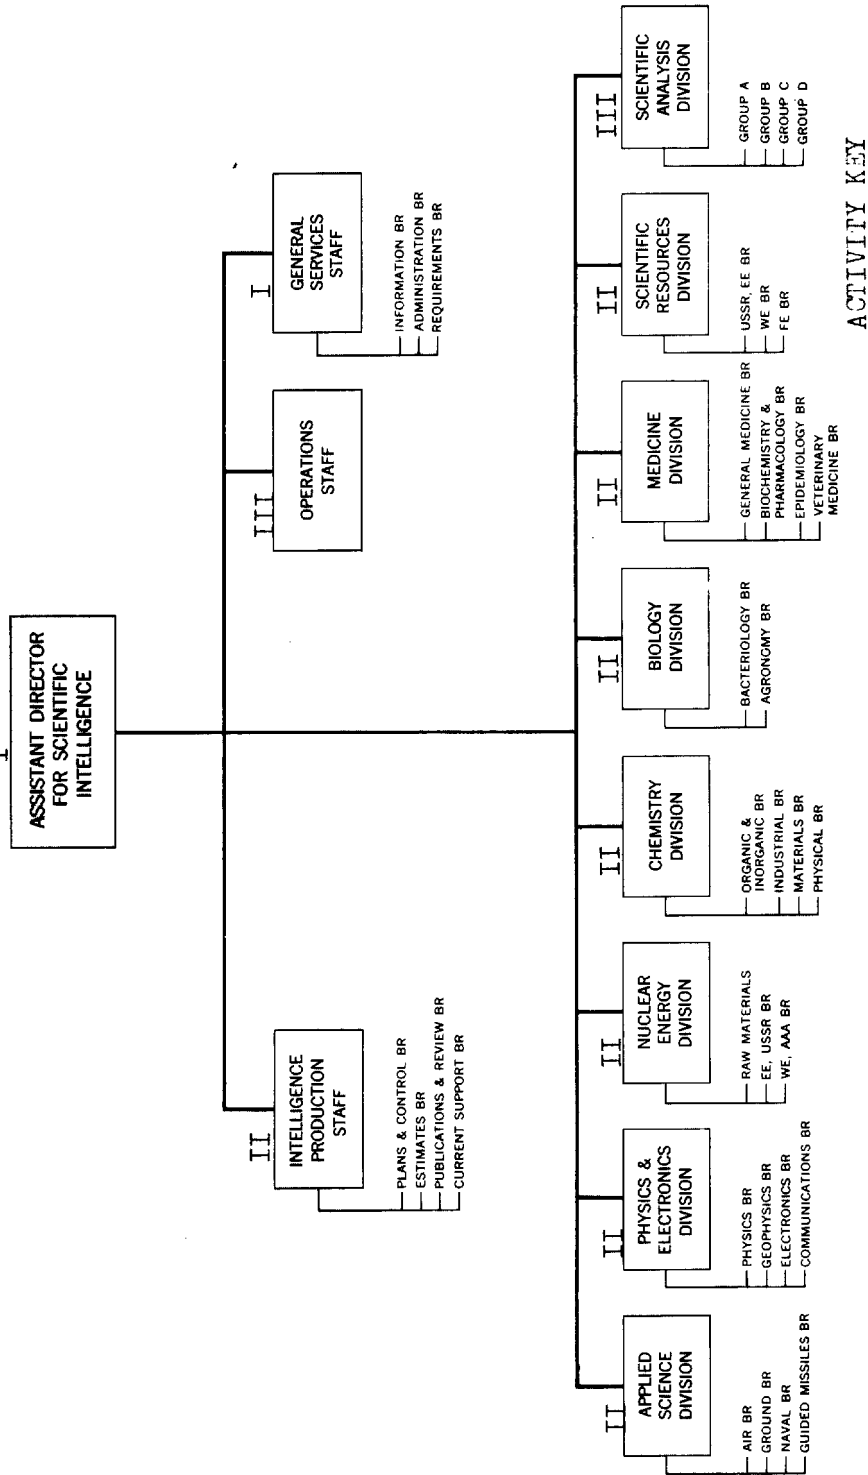 I
ASSISTANT DIRECTOR
FOR SCIENTIFIC
INTELLIGENCE
II
INTELLIGENCE
PRODUCTION
STAFF
PLANS & CONTROL BR
ESTIMATES BR
PUBLICATIONS & REVIEW BR
CURRENT SUPPORT BR
III
OPERATIONS
STAFF
I
GENERAL
SERVICES
STAFF
INFORMATION BR
ADMINISTRATION BR
REQUIREMENTS BR
II
APPLIED
SCIENCE
DIVISION
AIR BR
GROUND BR
NAVAL BR
GUIDED MISSILES BR
II
PHYSICS &
ELECTRONICS
DIVISION
PHYSICS BR
GEOPHYSICS BR
ELECTRONICS BR
COMMUNICATIONS BR
II
NUCLEAR
ENERGY
DIVISION
RAW MATERIALS
EE, USSR BR
WE, AAA BR
II
CHEMISTRY
DIVISION
ORGANIC &
INORGANIC BR
INDUSTRIAL BR
MATERIALS BR
PHYSICAL BR
II
BIOLOGY
DIVISION
BACTERIOLOGY BR
AGRONOMY BR
II
MEDICINE
DIVISION
GENERAL MEDICINE BR
BIOCHEMISTRY &
PHARMACOLOGY BR
EPIDEMIOLOGY BR
VETERINARY
MEDICINE BR
II
SCIENTIFIC
RESOURCES
DIVISION
USSR, EE BR
WE BR
FE BR
III
SCIENTIFIC
ANALYSIS
DIVISION
GROUP A
GROUP B
GROUP C
GROUP D
ACTIVITY KEY